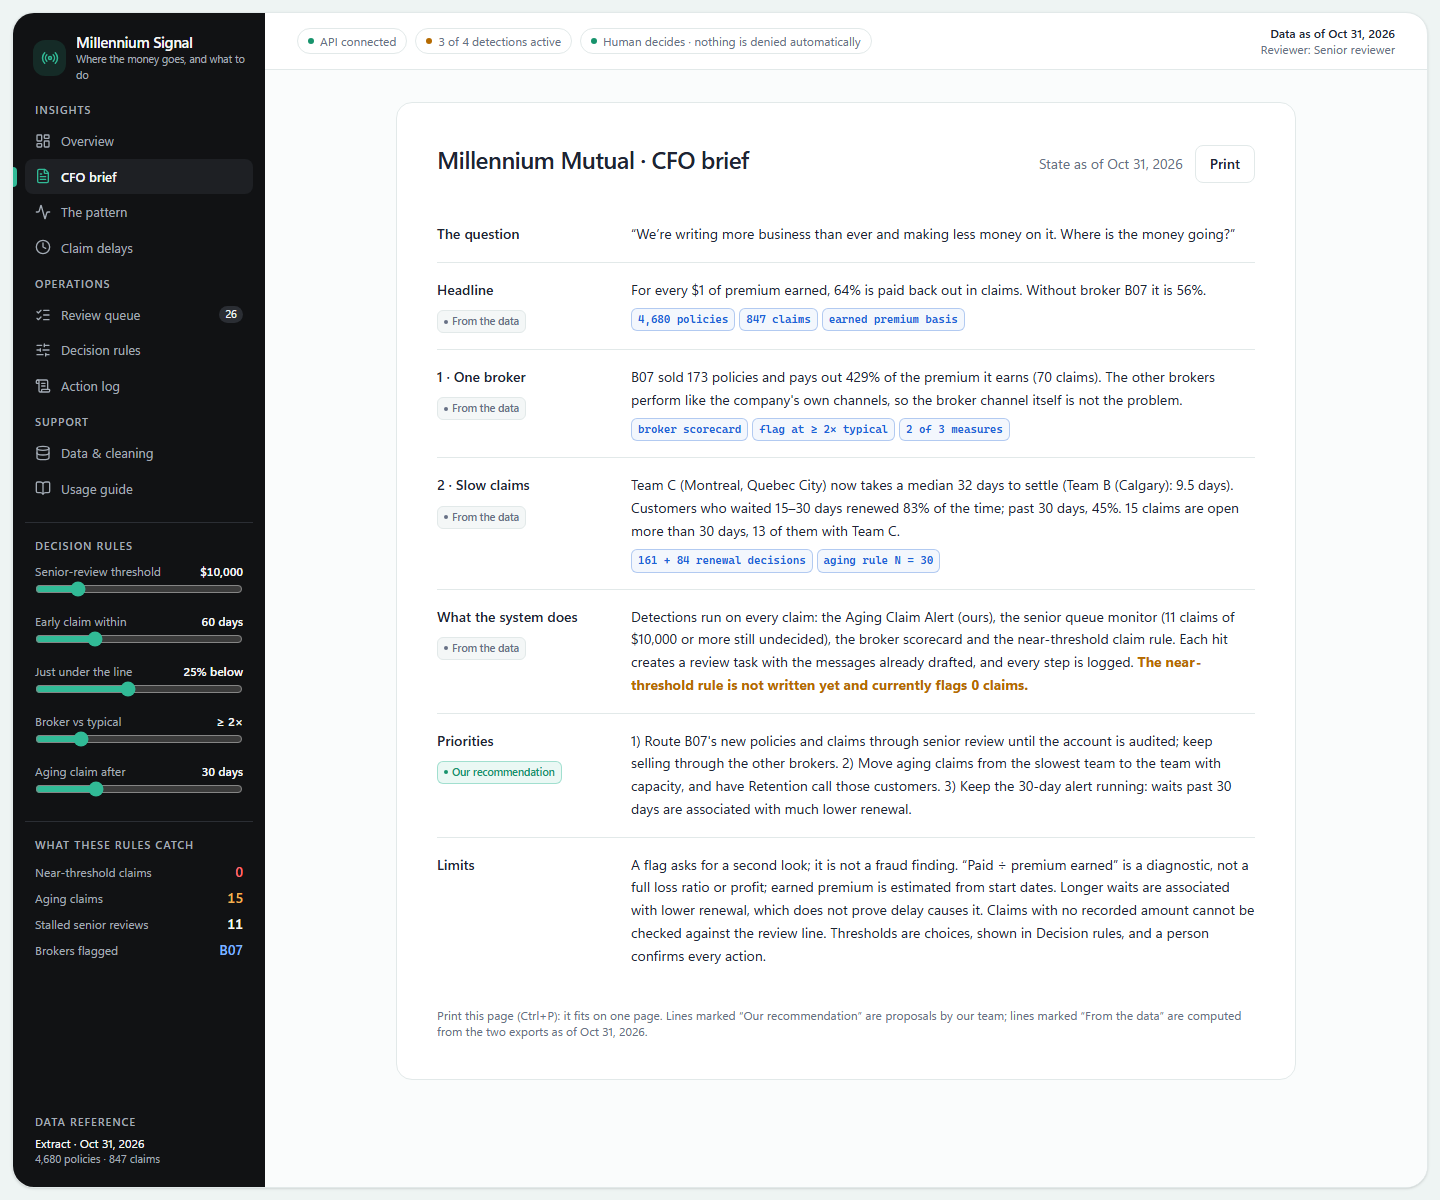 Millennium Signal
Where the money goes, and what to
do
INSIGHTS
Overview
CFO brief
The pattern
Claim delays
OPERATIONS
Review queue 26
Decision rules
Action log
SUPPORT
Data & cleaning
Usage guide
DECISION RULES
Senior-review threshold $10,000
Early claim within 60 days
Just under the line 25% below
Broker vs typical ≥ 2×
Aging claim after 30 days
WHAT THESE RULES CATCH
Near-threshold claims 0
Aging claims 15
Stalled senior reviews 11
Brokers flagged B07
DATA REFERENCE
Extract · Oct 31, 2026
4,680 policies · 847 claims
API connected
3 of 4 detections active
Human decides · nothing is denied automatically
Data as of Oct 31, 2026
Reviewer: Senior reviewer
Millennium Mutual · CFO brief
State as of Oct 31, 2026
Print
The question
“We’re writing more business than ever and making less money on it. Where is the money going?”
Headline
From the data
For every $1 of premium earned, 64% is paid back out in claims. Without broker B07 it is 56%.
4,680 policies 847 claims earned premium basis
1 · One broker
From the data
B07 sold 173 policies and pays out 429% of the premium it earns (70 claims). The other brokers
perform like the company's own channels, so the broker channel itself is not the problem.
broker scorecard flag at ≥ 2× typical 2 of 3 measures
2 · Slow claims
From the data
Team C (Montreal, Quebec City) now takes a median 32 days to settle (Team B (Calgary): 9.5 days).
Customers who waited 15–30 days renewed 83% of the time; past 30 days, 45%. 15 claims are open
more than 30 days, 13 of them with Team C.
161 + 84 renewal decisions aging rule N = 30
What the system does
From the data
Detections run on every claim: the Aging Claim Alert (ours), the senior queue monitor (11 claims of
$10,000 or more still undecided), the broker scorecard and the near-threshold claim rule. Each hit
creates a review task with the messages already drafted, and every step is logged. The near-
threshold rule is not written yet and currently flags 0 claims.
Priorities
Our recommendation
1) Route B07's new policies and claims through senior review until the account is audited; keep
selling through the other brokers. 2) Move aging claims from the slowest team to the team with
capacity, and have Retention call those customers. 3) Keep the 30-day alert running: waits past 30
days are associated with much lower renewal.
Limits
A flag asks for a second look; it is not a fraud finding. “Paid ÷ premium earned” is a diagnostic, not a
full loss ratio or profit; earned premium is estimated from start dates. Longer waits are associated
with lower renewal, which does not prove delay causes it. Claims with no recorded amount cannot be
checked against the review line. Thresholds are choices, shown in Decision rules, and a person
confirms every action.
Print this page (Ctrl+P): it fits on one page. Lines marked “Our recommendation” are proposals by our team; lines marked “From the data” are computed
from the two exports as of Oct 31, 2026.